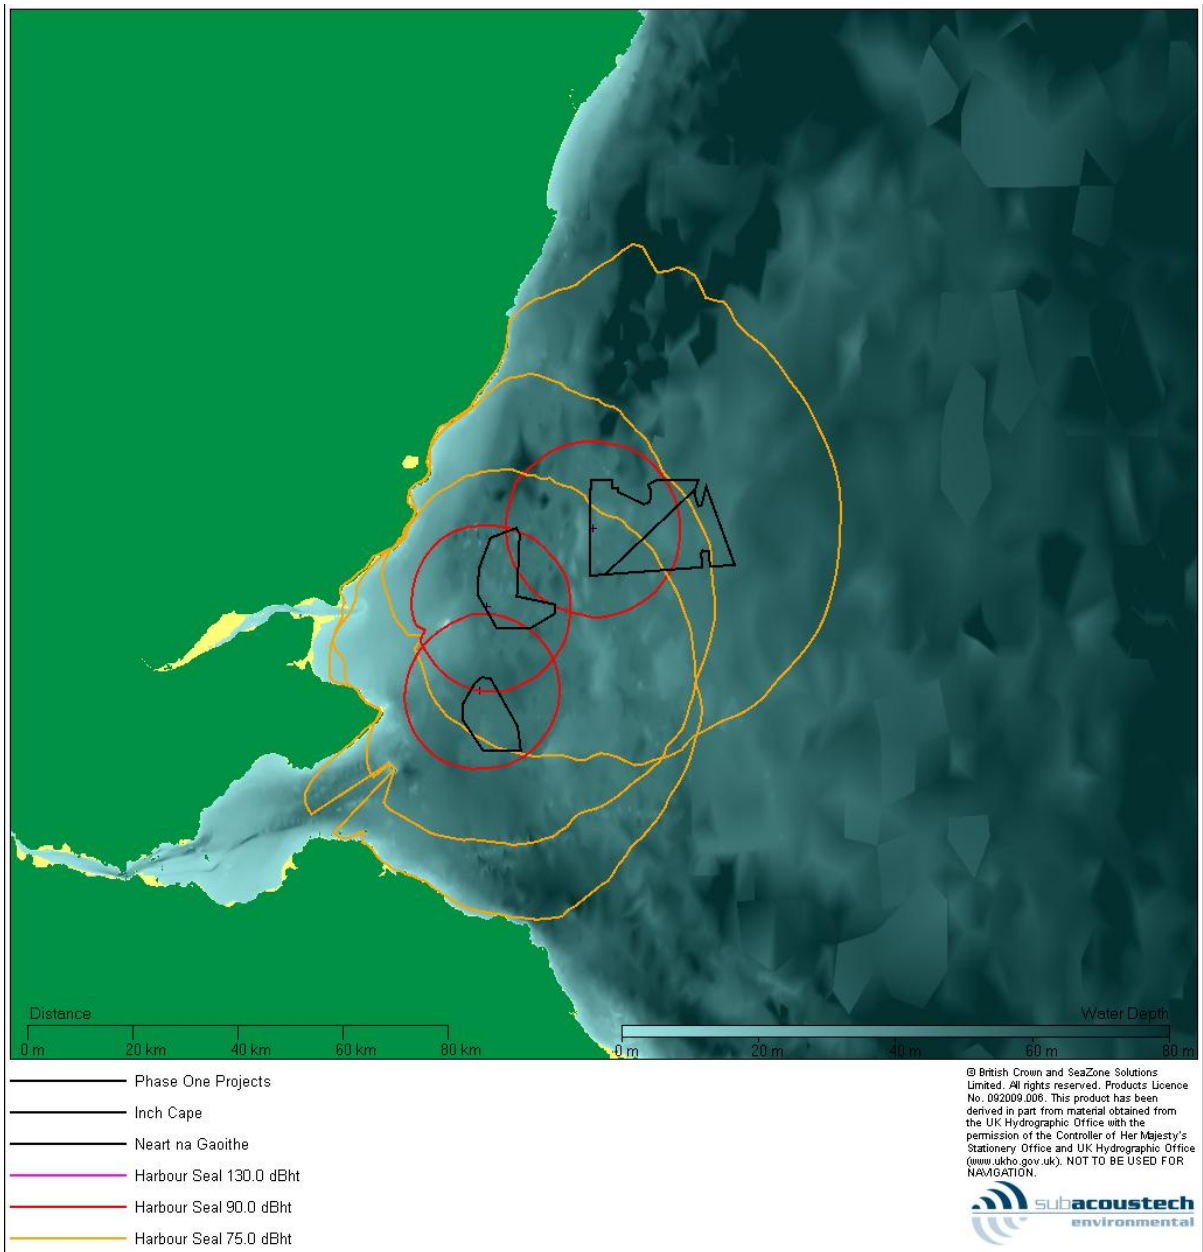 Distance
0 m 20 km 40 km 60 km 80 km
Water Depth
0 m 20 m 40 m 60 m 80 m
Phase One Projects
Inch Cape
Neart na Gaoithe
Harbour Seal 130.0 dBht
Harbour Seal 90.0 dBht
Harbour Seal 75.0 dBht
© British Crown and SeaZone Solutions
Limited. All rights reserved. Products Licence
No. 092009.006. This product has been
derived in part from material obtained from
the UK Hydrographic Office with the
permission of the Controller of Her Majesty's
Stationery Office and UK Hydrographic Office
(www.ukho.gov.uk). NOT TO BE USED FOR
NAVIGATION.
subacoustech
environmental